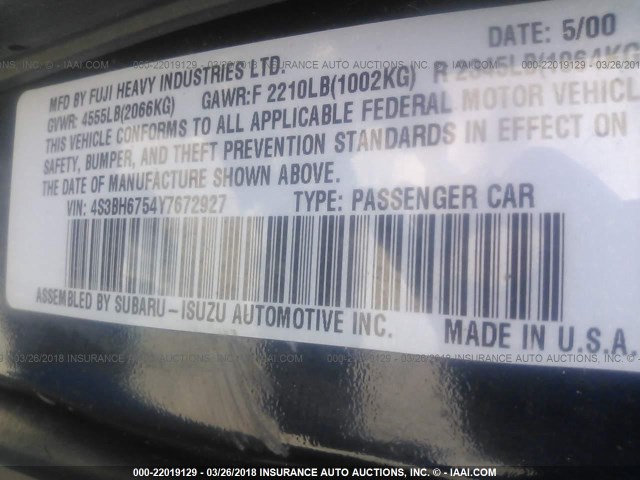 DATE: 5/00
MFD BY FUJI HEAVY INDUSTRIES LTD.
GVWR: 4555LB(2066KG) GAWR:F 2210LB(1002KG) R 2345LB(1064KG
THIS VEHICLE CONFORMS TO ALL APPLICABLE FEDERAL MOTOR VEHICL
SAFETY, BUMPER, AND THEFT PREVENTION STANDARDS IN EFFECT ON
THE DATE OF MANUFACTURE SHOWN ABOVE.
VIN: 4S3BH6754Y7672927 TYPE: PASSENGER CAR
ASSEMBLED BY SUBARU-ISUZU AUTOMOTIVE INC. MADE IN U.S.A.
000-22019129 - 03/26/2018 INSURANCE AUTO AUCTIONS, INC. - © - IAAI.COM